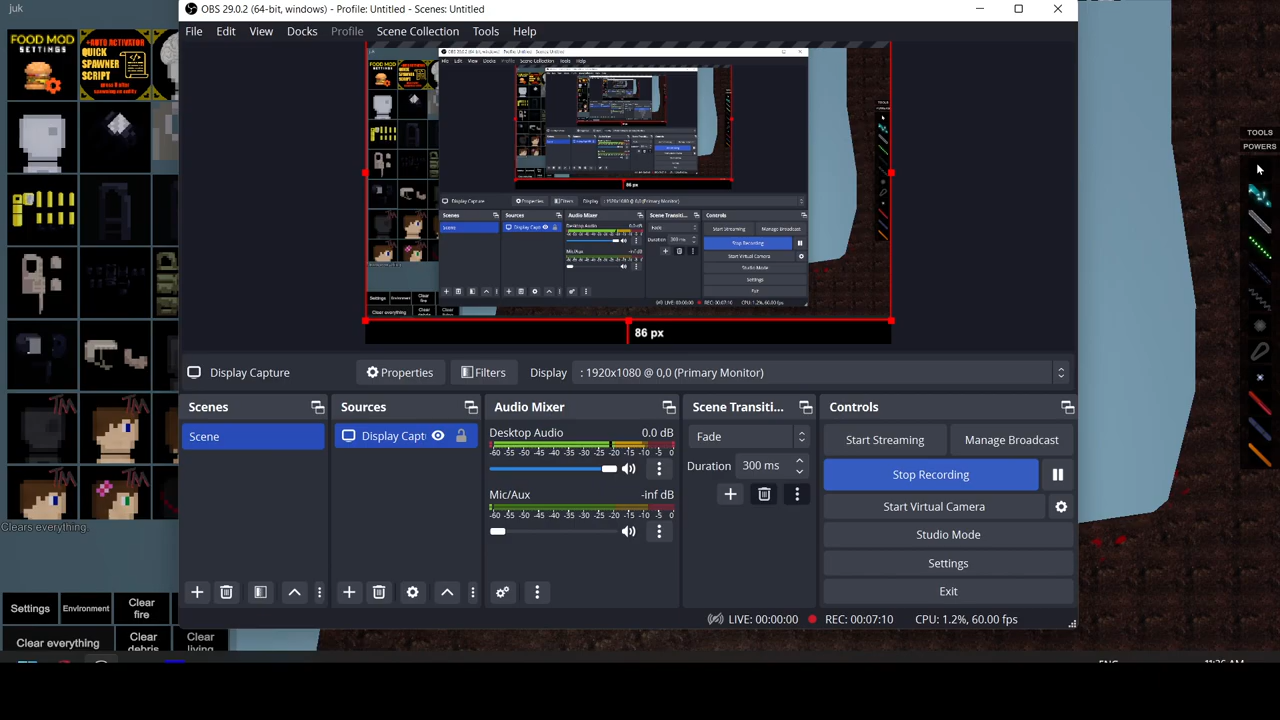 juk
OBS 29.0.2 (64-bit, windows) - Profile: Untitled - Scenes: Untitled
File Edit View Docks Profile Scene Collection Tools Help
FOOD MOD
SETTINGS
+AUTO ACTIVATOR
QUICK
SPAWNER
SCRIPT
TOOLS
POWERS
86 px
Display Capture Properties Filters Display : 1920x1080 @ 0,0 (Primary Monitor)
Scenes
Scene
Sources
Display Capt
Audio Mixer
Desktop Audio 0.0 dB
-60 -55 -50 -45 -40 -35 -30 -25 -20 -15 -10 -5 0
Mic/Aux -inf dB
-60 -55 -50 -45 -40 -35 -30 -25 -20 -15 -10 -5 0
Scene Transiti...
Fade
Duration 300 ms
Controls
Start Streaming Manage Broadcast
Stop Recording
Start Virtual Camera
Studio Mode
Settings
Exit
LIVE: 00:00:00 REC: 00:07:10 CPU: 1.2%, 60.00 fps
TM
TM
Clears everything.
Settings Environment Clear fire
Clear everything Clear debris Clear living